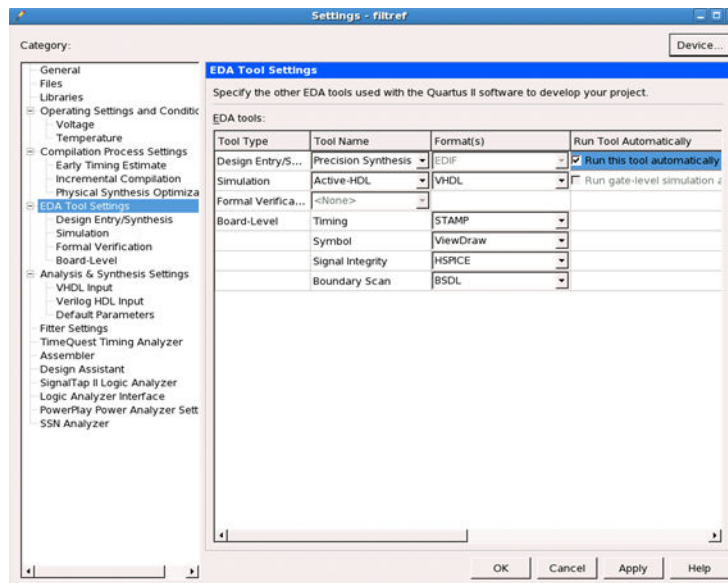 Settings - filtref
Category:
Device...
General
Files
Libraries
Operating Settings and Conditic
Voltage
Temperature
Compilation Process Settings
Early Timing Estimate
Incremental Compilation
Physical Synthesis Optimiza
EDA Tool Settings
Design Entry/Synthesis
Simulation
Formal Verification
Board-Level
Analysis & Synthesis Settings
VHDL Input
Verilog HDL Input
Default Parameters
Fitter Settings
TimeQuest Timing Analyzer
Assembler
Design Assistant
SignalTap II Logic Analyzer
Logic Analyzer Interface
PowerPlay Power Analyzer Sett
SSN Analyzer
EDA Tool Settings
Specify the other EDA tools used with the Quartus II software to develop your project.
EDA tools:
Tool Type Tool Name Format(s) Run Tool Automatically
Design Entry/S... Precision Synthesis EDIF Run this tool automatically
Simulation Active-HDL VHDL Run gate-level simulation a
Formal Verifica... <None>
Board-Level Timing STAMP
Symbol ViewDraw
Signal Integrity HSPICE
Boundary Scan BSDL
OK Cancel Apply Help